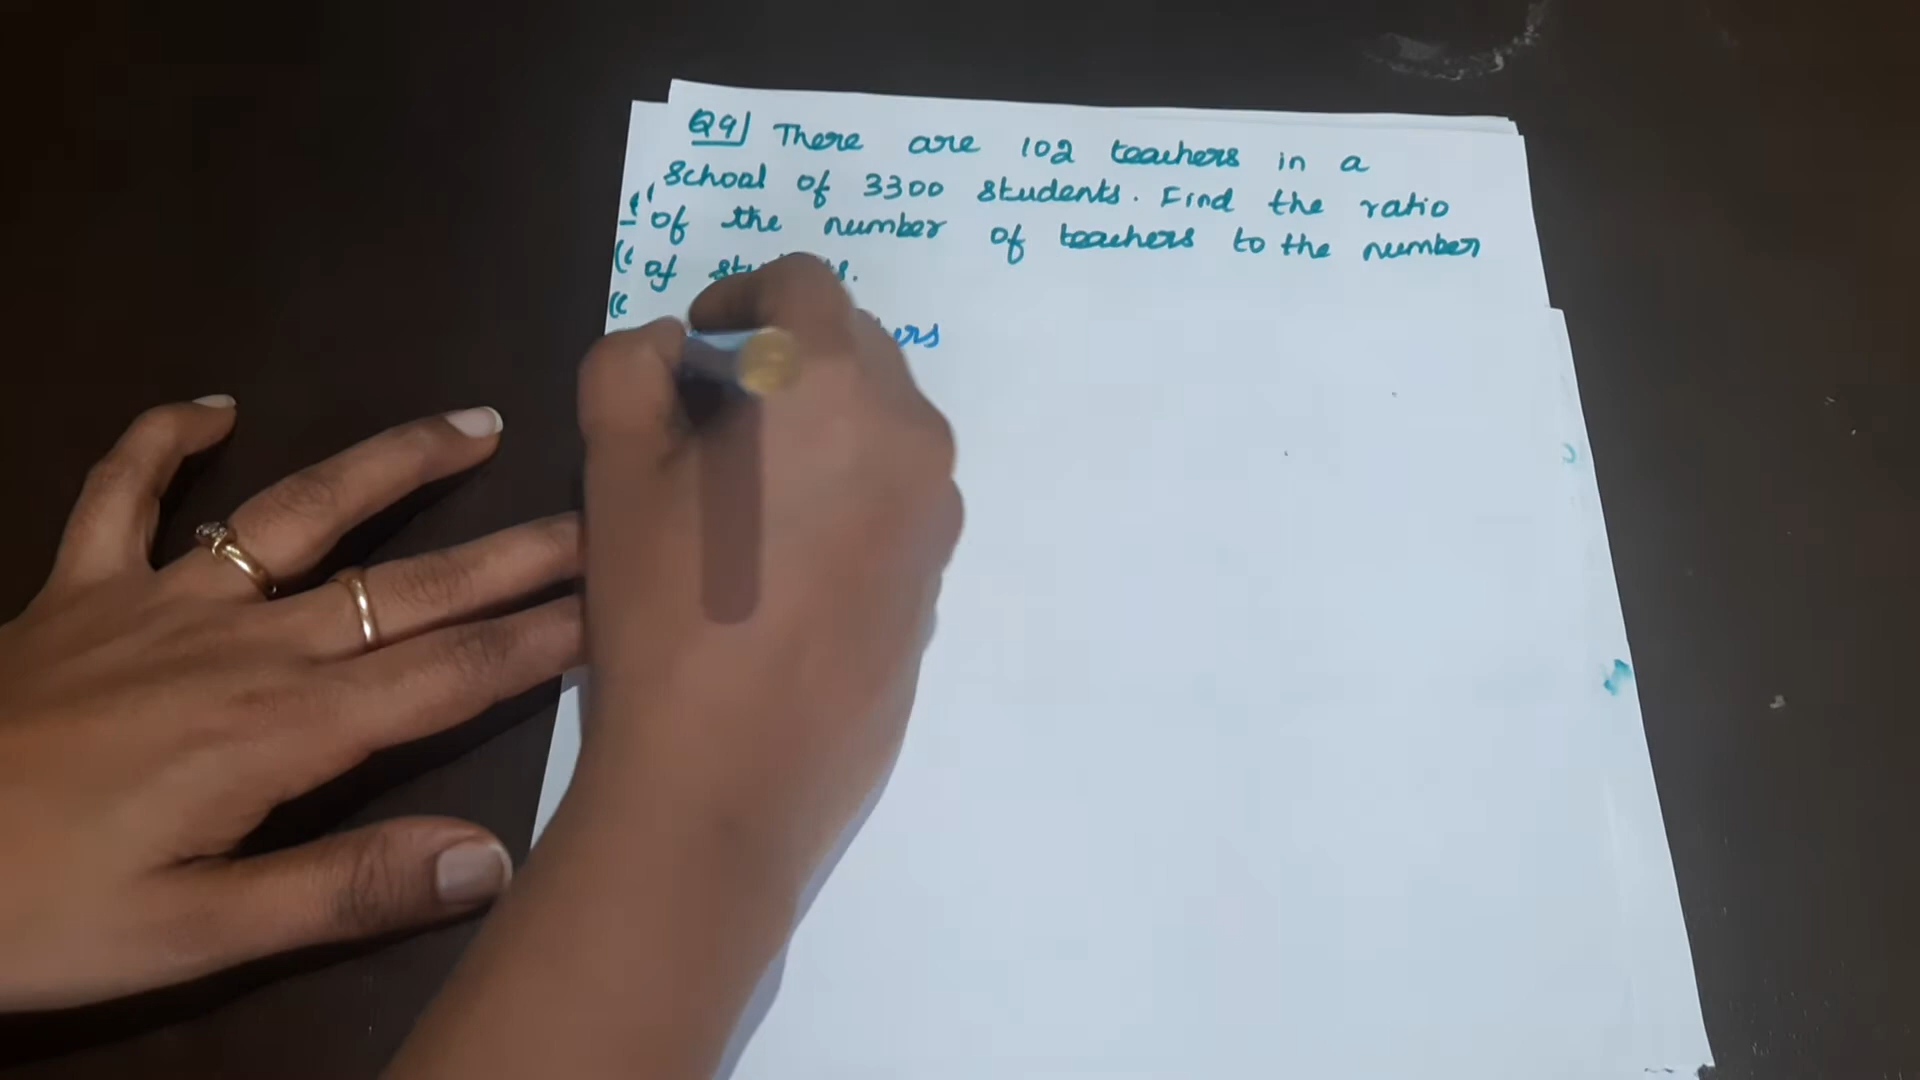 Q9] There are 102 teachers in a
School of 3300 students. Find the ratio
of the number of teachers to the number
of